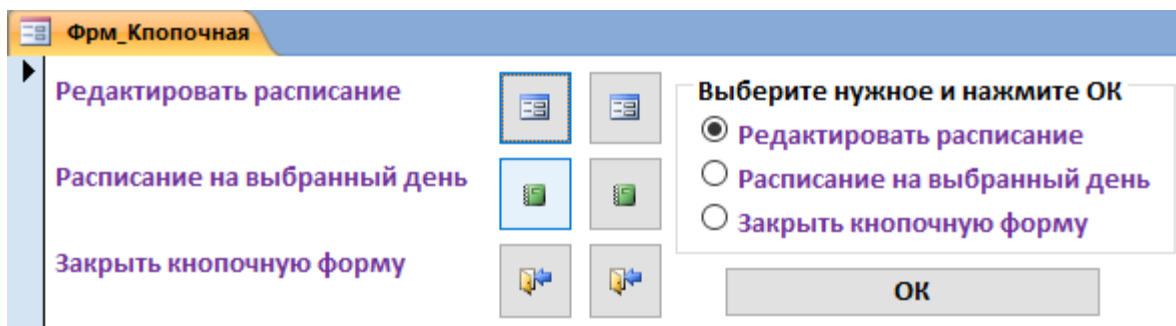 Фрм_Кпопочная
Редактировать расписание
Расписание на выбранный день
Закрыть кнопочную форму
Выберите нужное и нажмите ОК
Редактировать расписание
Расписание на выбранный день
Закрыть кнопочную форму
ОК